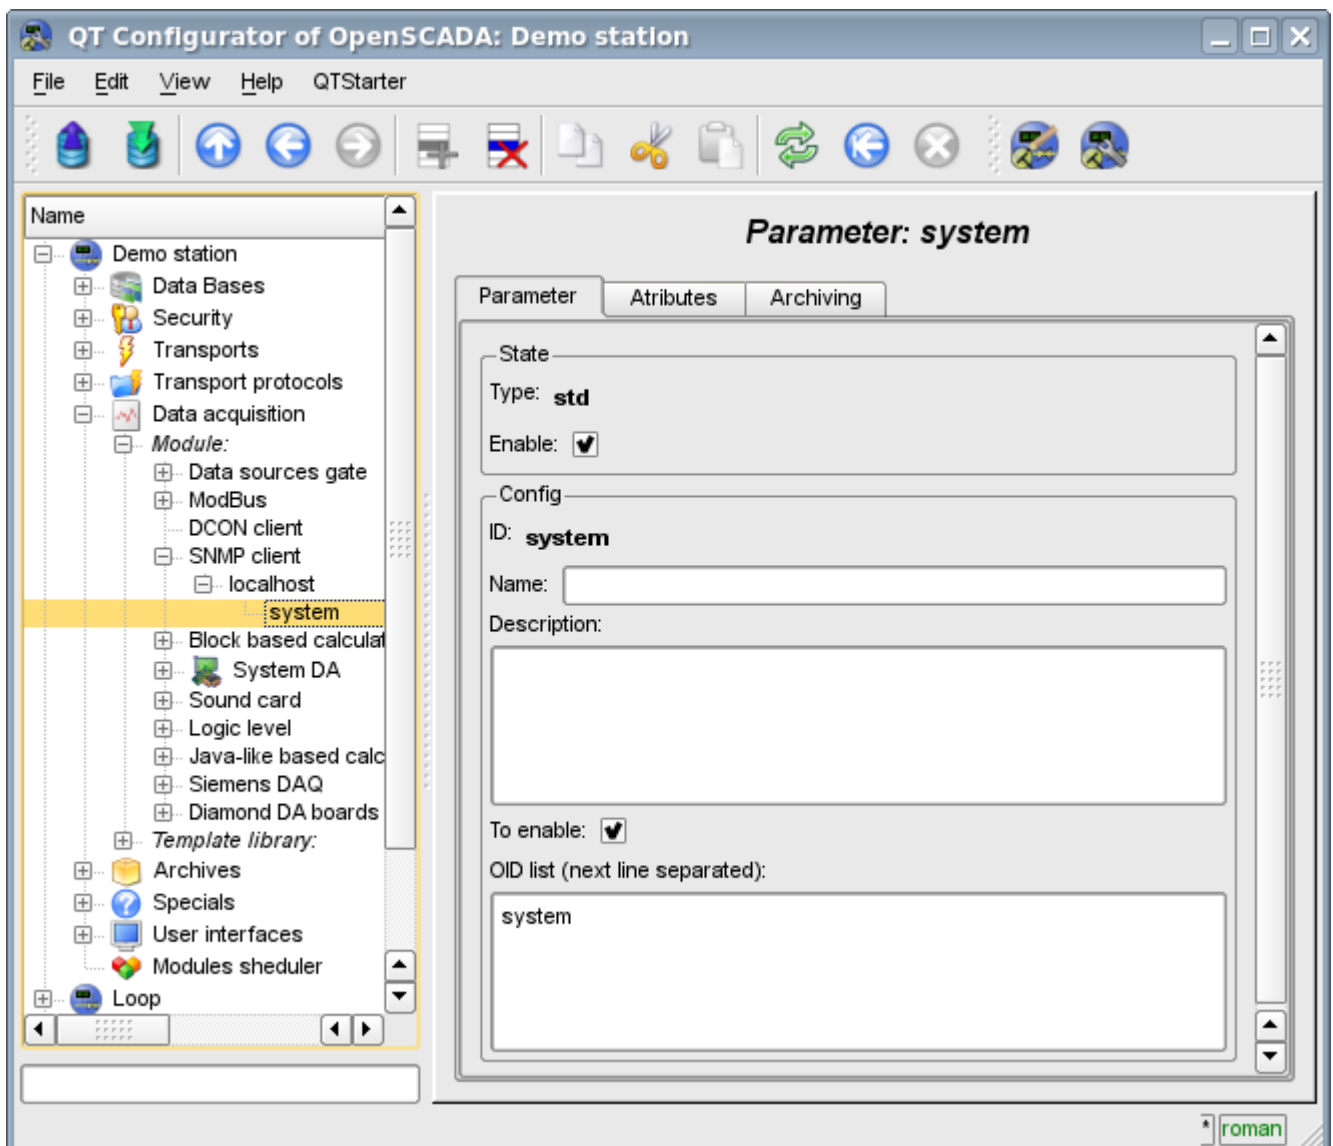 QT Configurator of OpenSCADA: Demo station
File Edit View Help QTStarter
Name
Demo station
Data Bases
Security
Transports
Transport protocols
Data acquisition
Module:
Data sources gate
ModBus
DCON client
SNMP client
localhost
system
Block based calculat
System DA
Sound card
Logic level
Java-like based calc
Siemens DAQ
Diamond DA boards
Template library:
Archives
Specials
User interfaces
Modules sheduler
Loop
Parameter: system
Parameter Atributes Archiving
State
Type: std
Enable:
Config
ID: system
Name:
Description:
To enable:
OID list (next line separated):
system
* roman